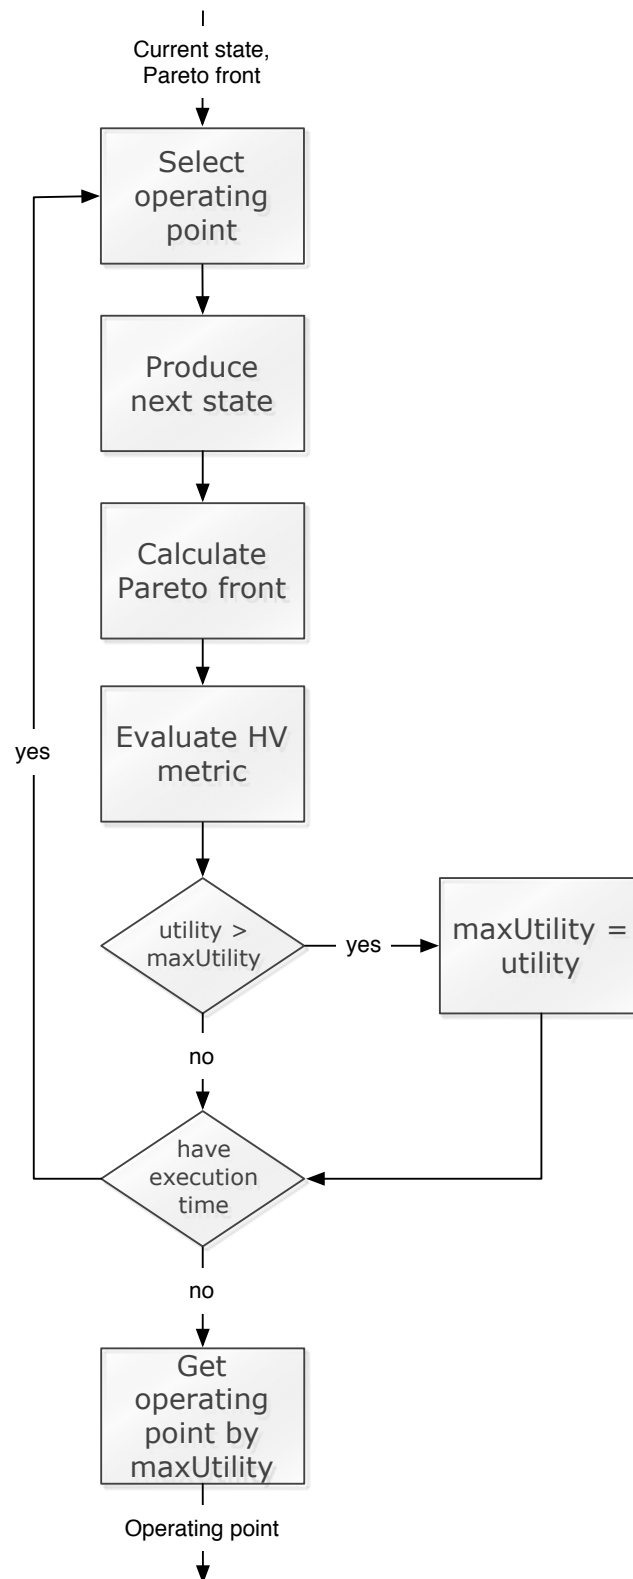 Current state,
Pareto front
Select
operating
point
Produce
next state
Calculate
Pareto front
Evaluate HV
metric
yes
utility >
maxUtility
yes
maxUtility =
utility
no
have
execution
time
no
Get
operating
point by
maxUtility
Operating point